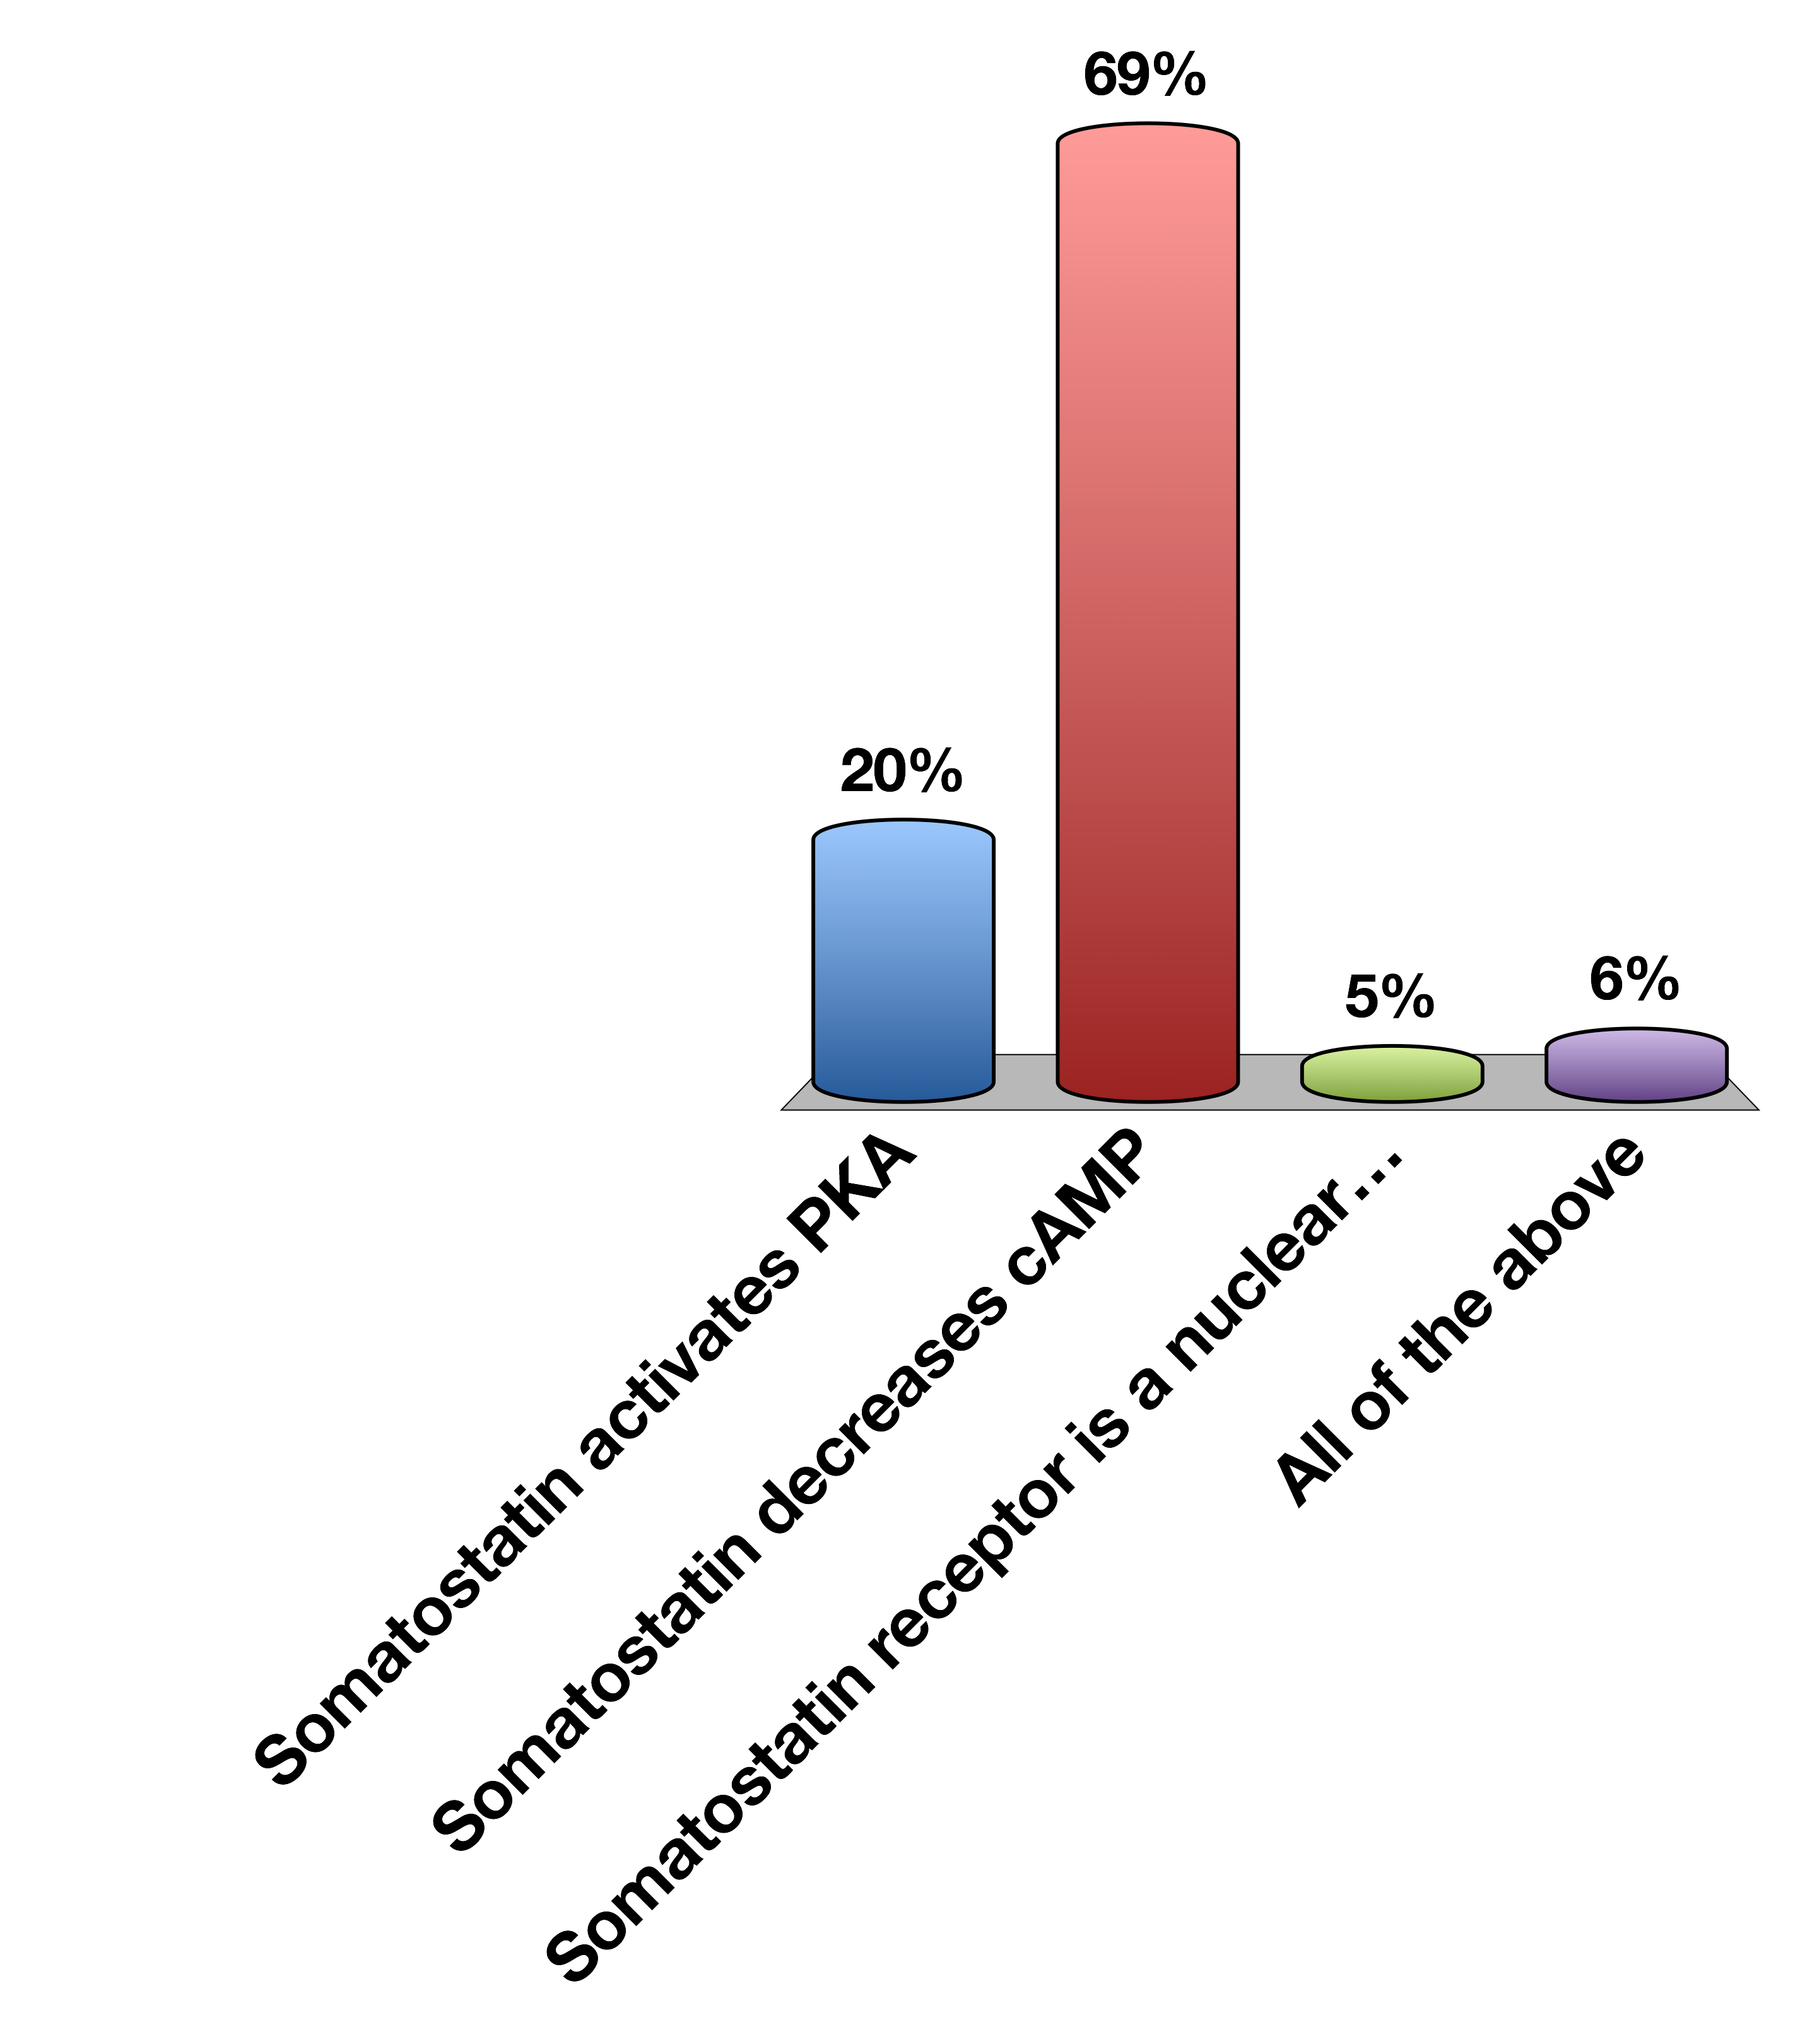 69%
20%
5%
6%
Somatostatin activates PKA
Somatostatin decreases cAMP
Somatostatin receptor is a nuclear…
All of the above